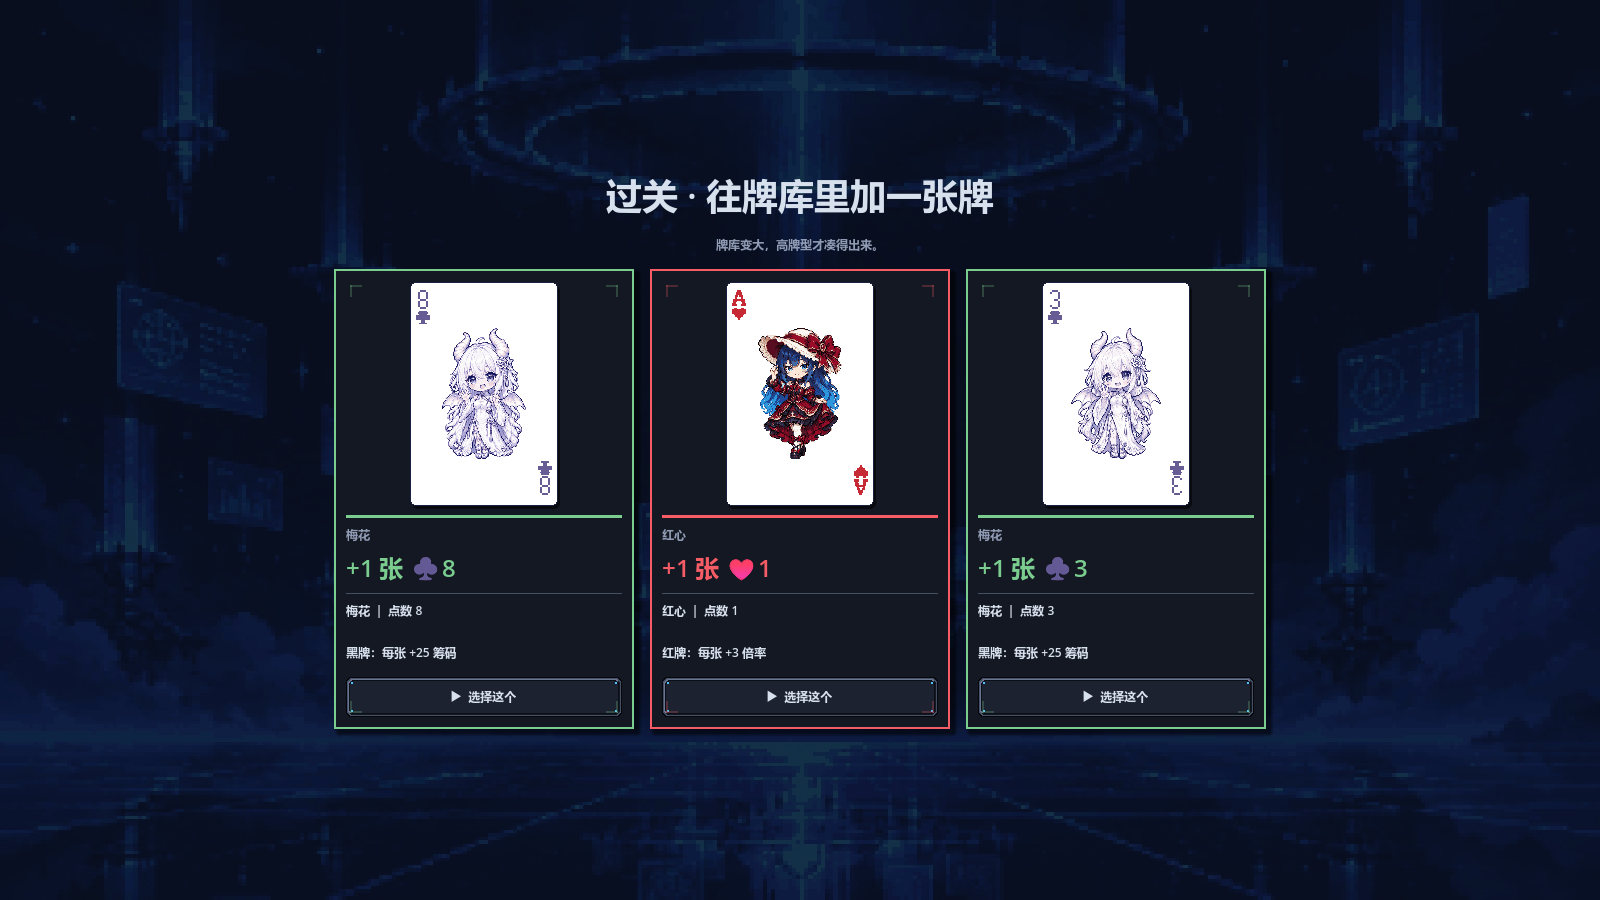 过关 · 往牌库里加一张牌
牌库变大，高牌型才凑得出来。
8
8
梅花
+1 张 ♣ 8
梅花 | 点数 8
黑牌：每张 +25 筹码
▶ 选择这个
A
A
红心
+1 张 ♥ 1
红心 | 点数 1
红牌：每张 +3 倍率
▶ 选择这个
3
3
梅花
+1 张 ♣ 3
梅花 | 点数 3
黑牌：每张 +25 筹码
▶ 选择这个